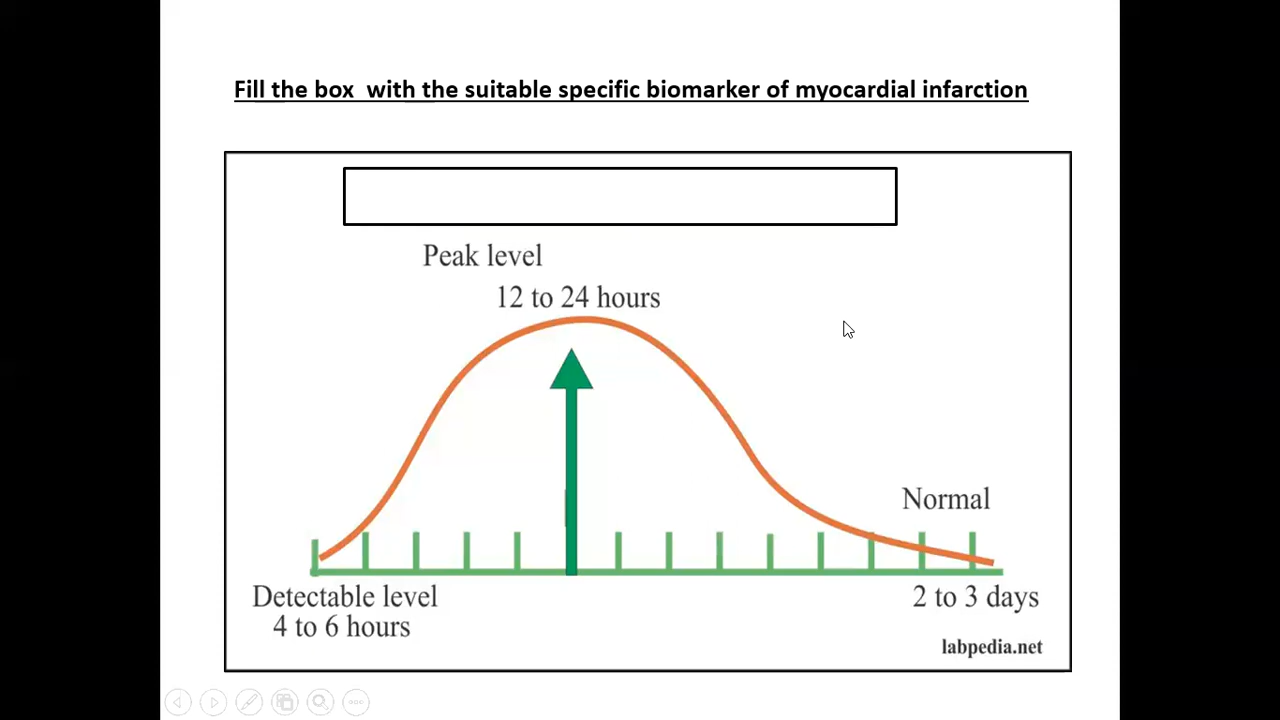 Fill the box  with the suitable specific biomarker of myocardial infarction
Peak level
12 to 24 hours
Normal
Detectable level
4 to 6 hours
2 to 3 days
labpedia.net